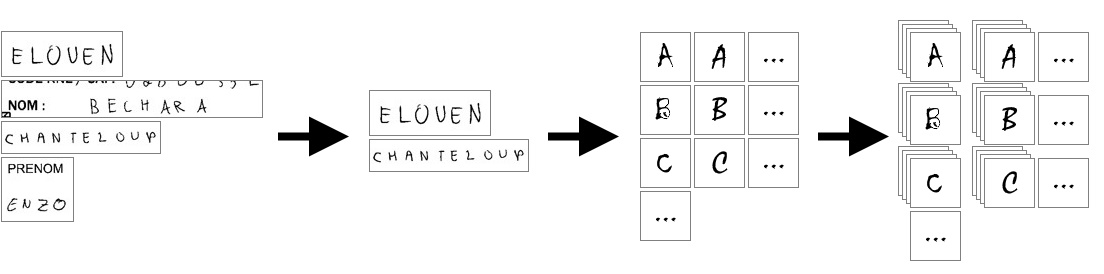 ELOUEN
NOM :
BECHARA
CHANTELOUP
PRENOM
ENZO
ELOUEN
CHANTELOUP
A A ...
B B ...
C C ...
...
A A ...
B B ...
C C ...
...